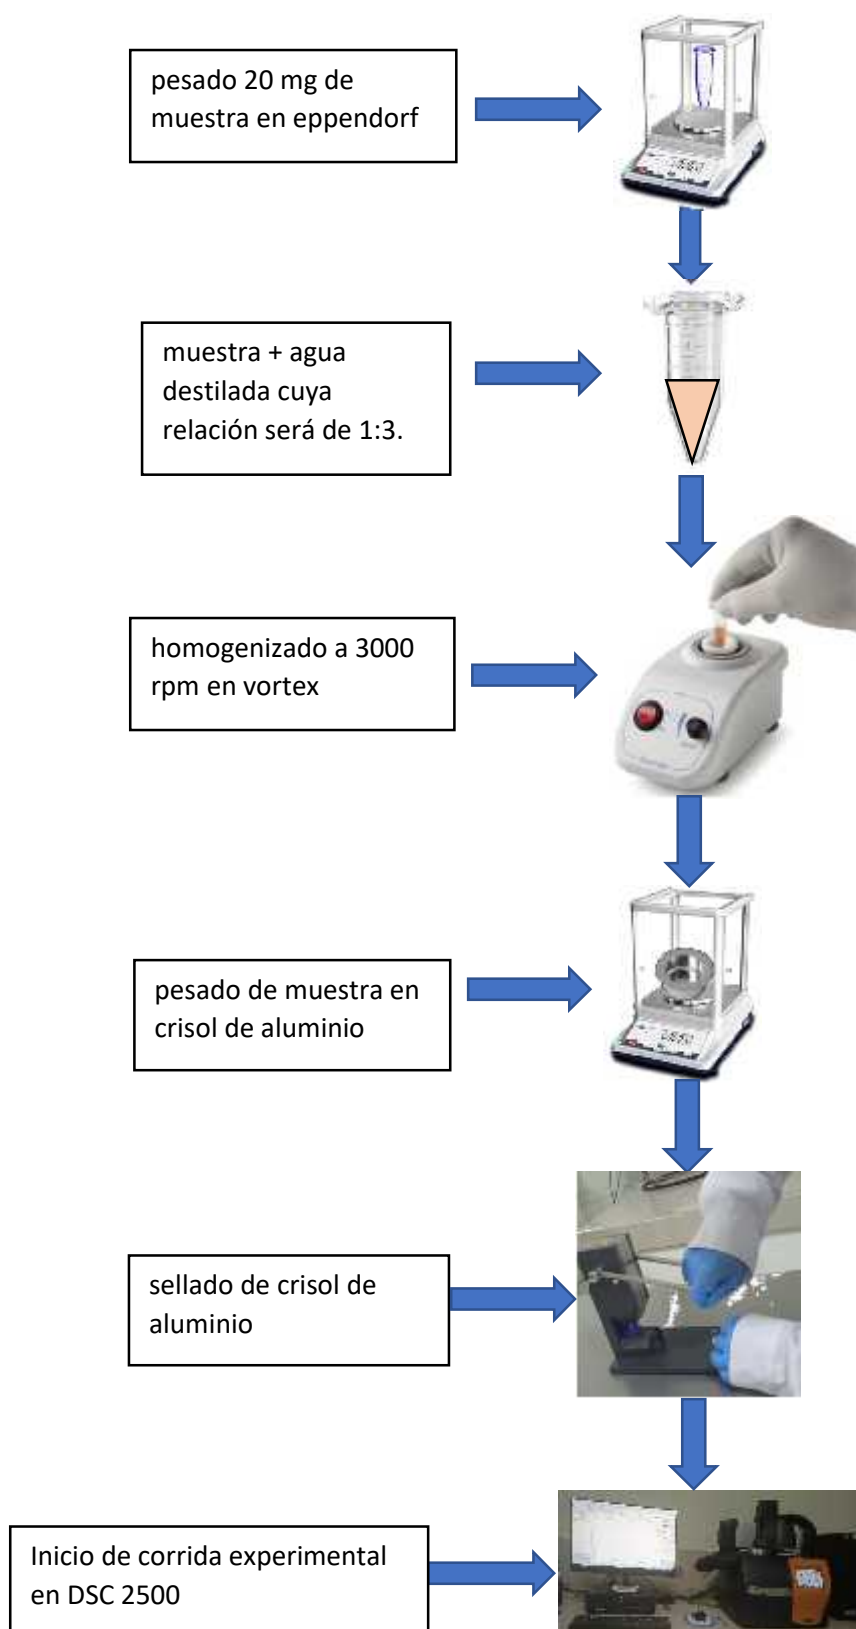 pesado 20 mg de
muestra en eppendorf
muestra + agua
destilada cuya
relación será de 1:3.
homogenizado a 3000
rpm en vortex
pesado de muestra en
crisol de aluminio
sellado de crisol de
aluminio
Inicio de corrida experimental
en DSC 2500